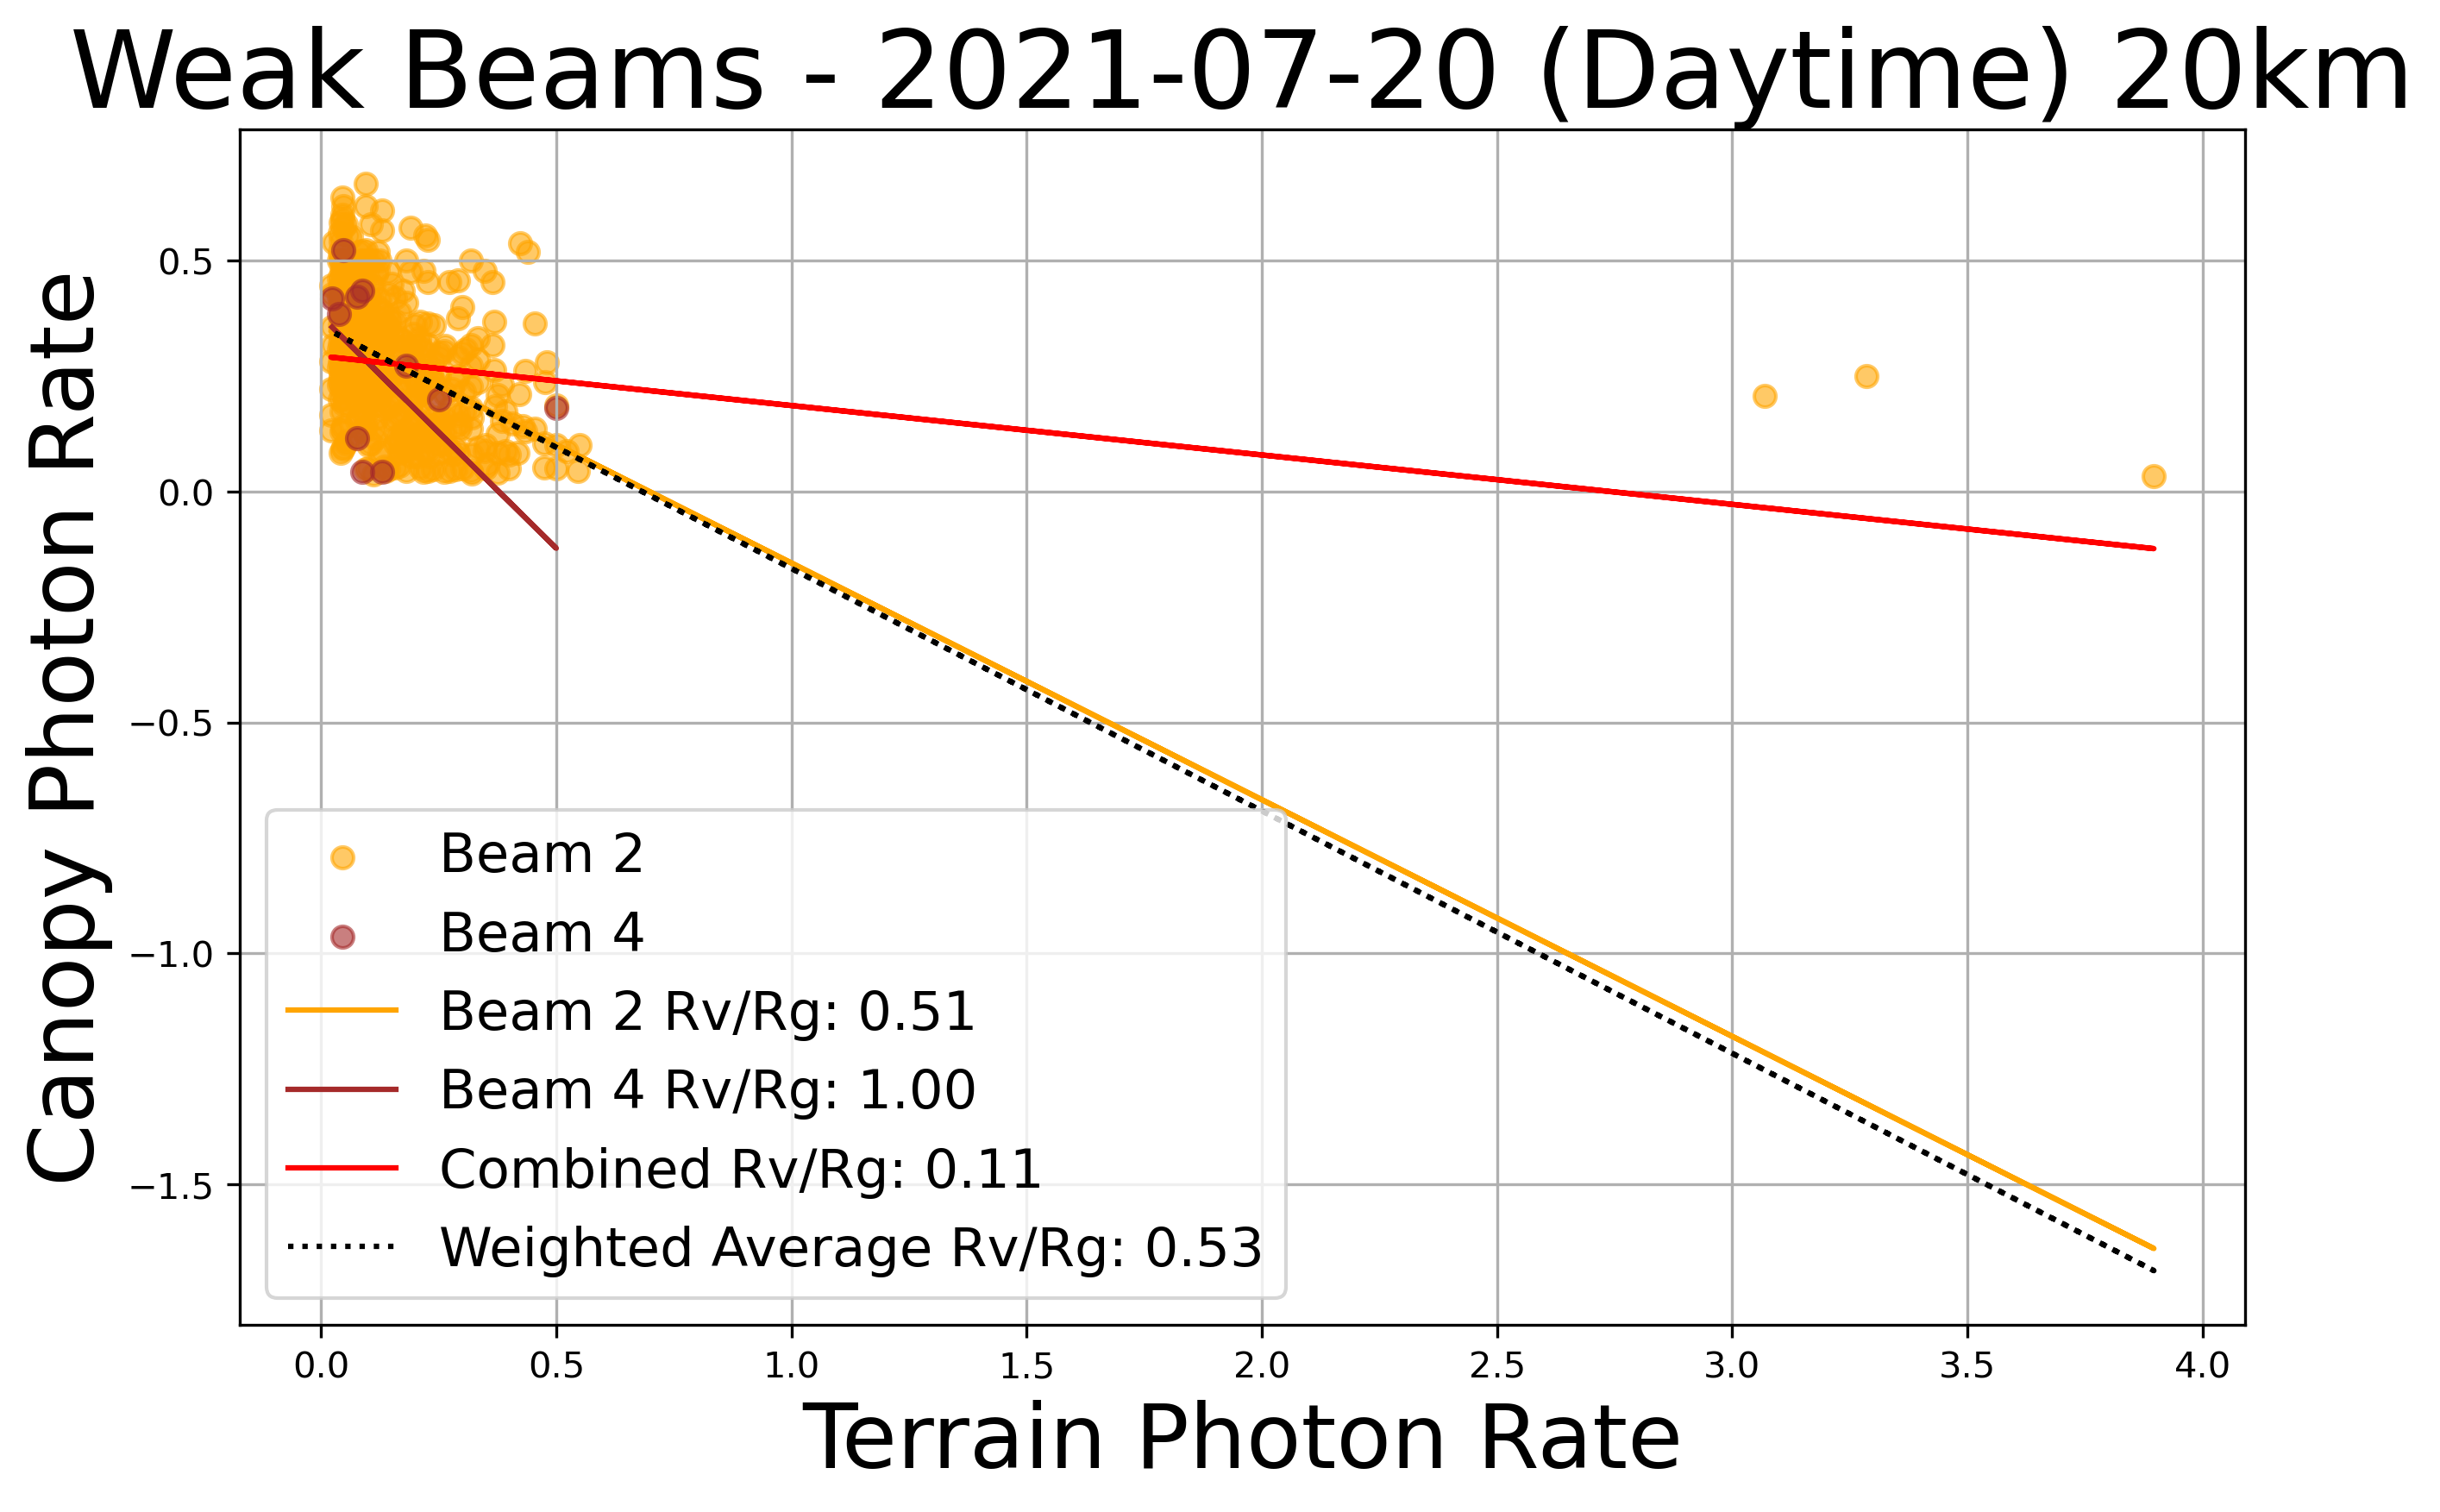 Weak Beams - 2021-07-20 (Daytime) 20km
Canopy Photon Rate
0.5
0.0
−0.5
−1.0
−1.5
Beam 2
Beam 4
Beam 2 Rv/Rg: 0.51
Beam 4 Rv/Rg: 1.00
Combined Rv/Rg: 0.11
Weighted Average Rv/Rg: 0.53
0.0 0.5 1.0 1.5 2.0 2.5 3.0 3.5 4.0
Terrain Photon Rate